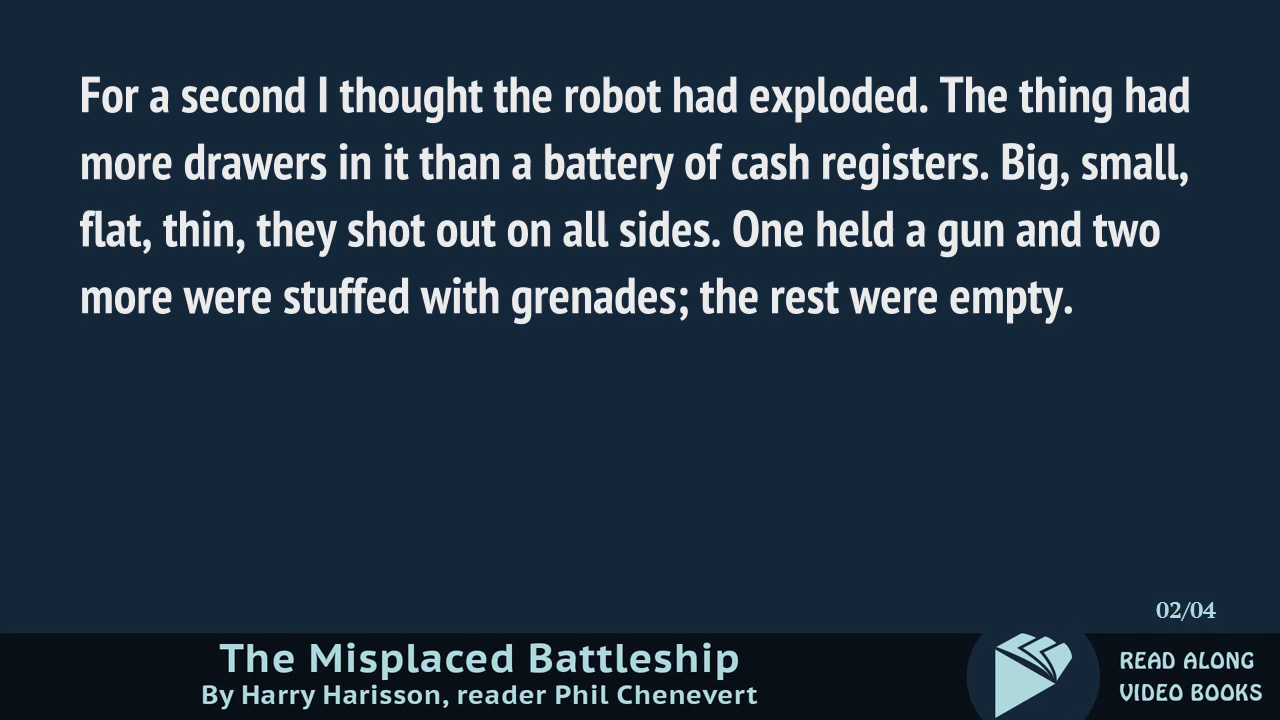 For a second I thought the robot had exploded. The thing had
more drawers in it than a battery of cash registers. Big, small,
flat, thin, they shot out on all sides. One held a gun and two
more were stuffed with grenades; the rest were empty.
02/04
The Misplaced Battleship
By Harry Harisson, reader Phil Chenevert
READ ALONG
VIDEO BOOKS